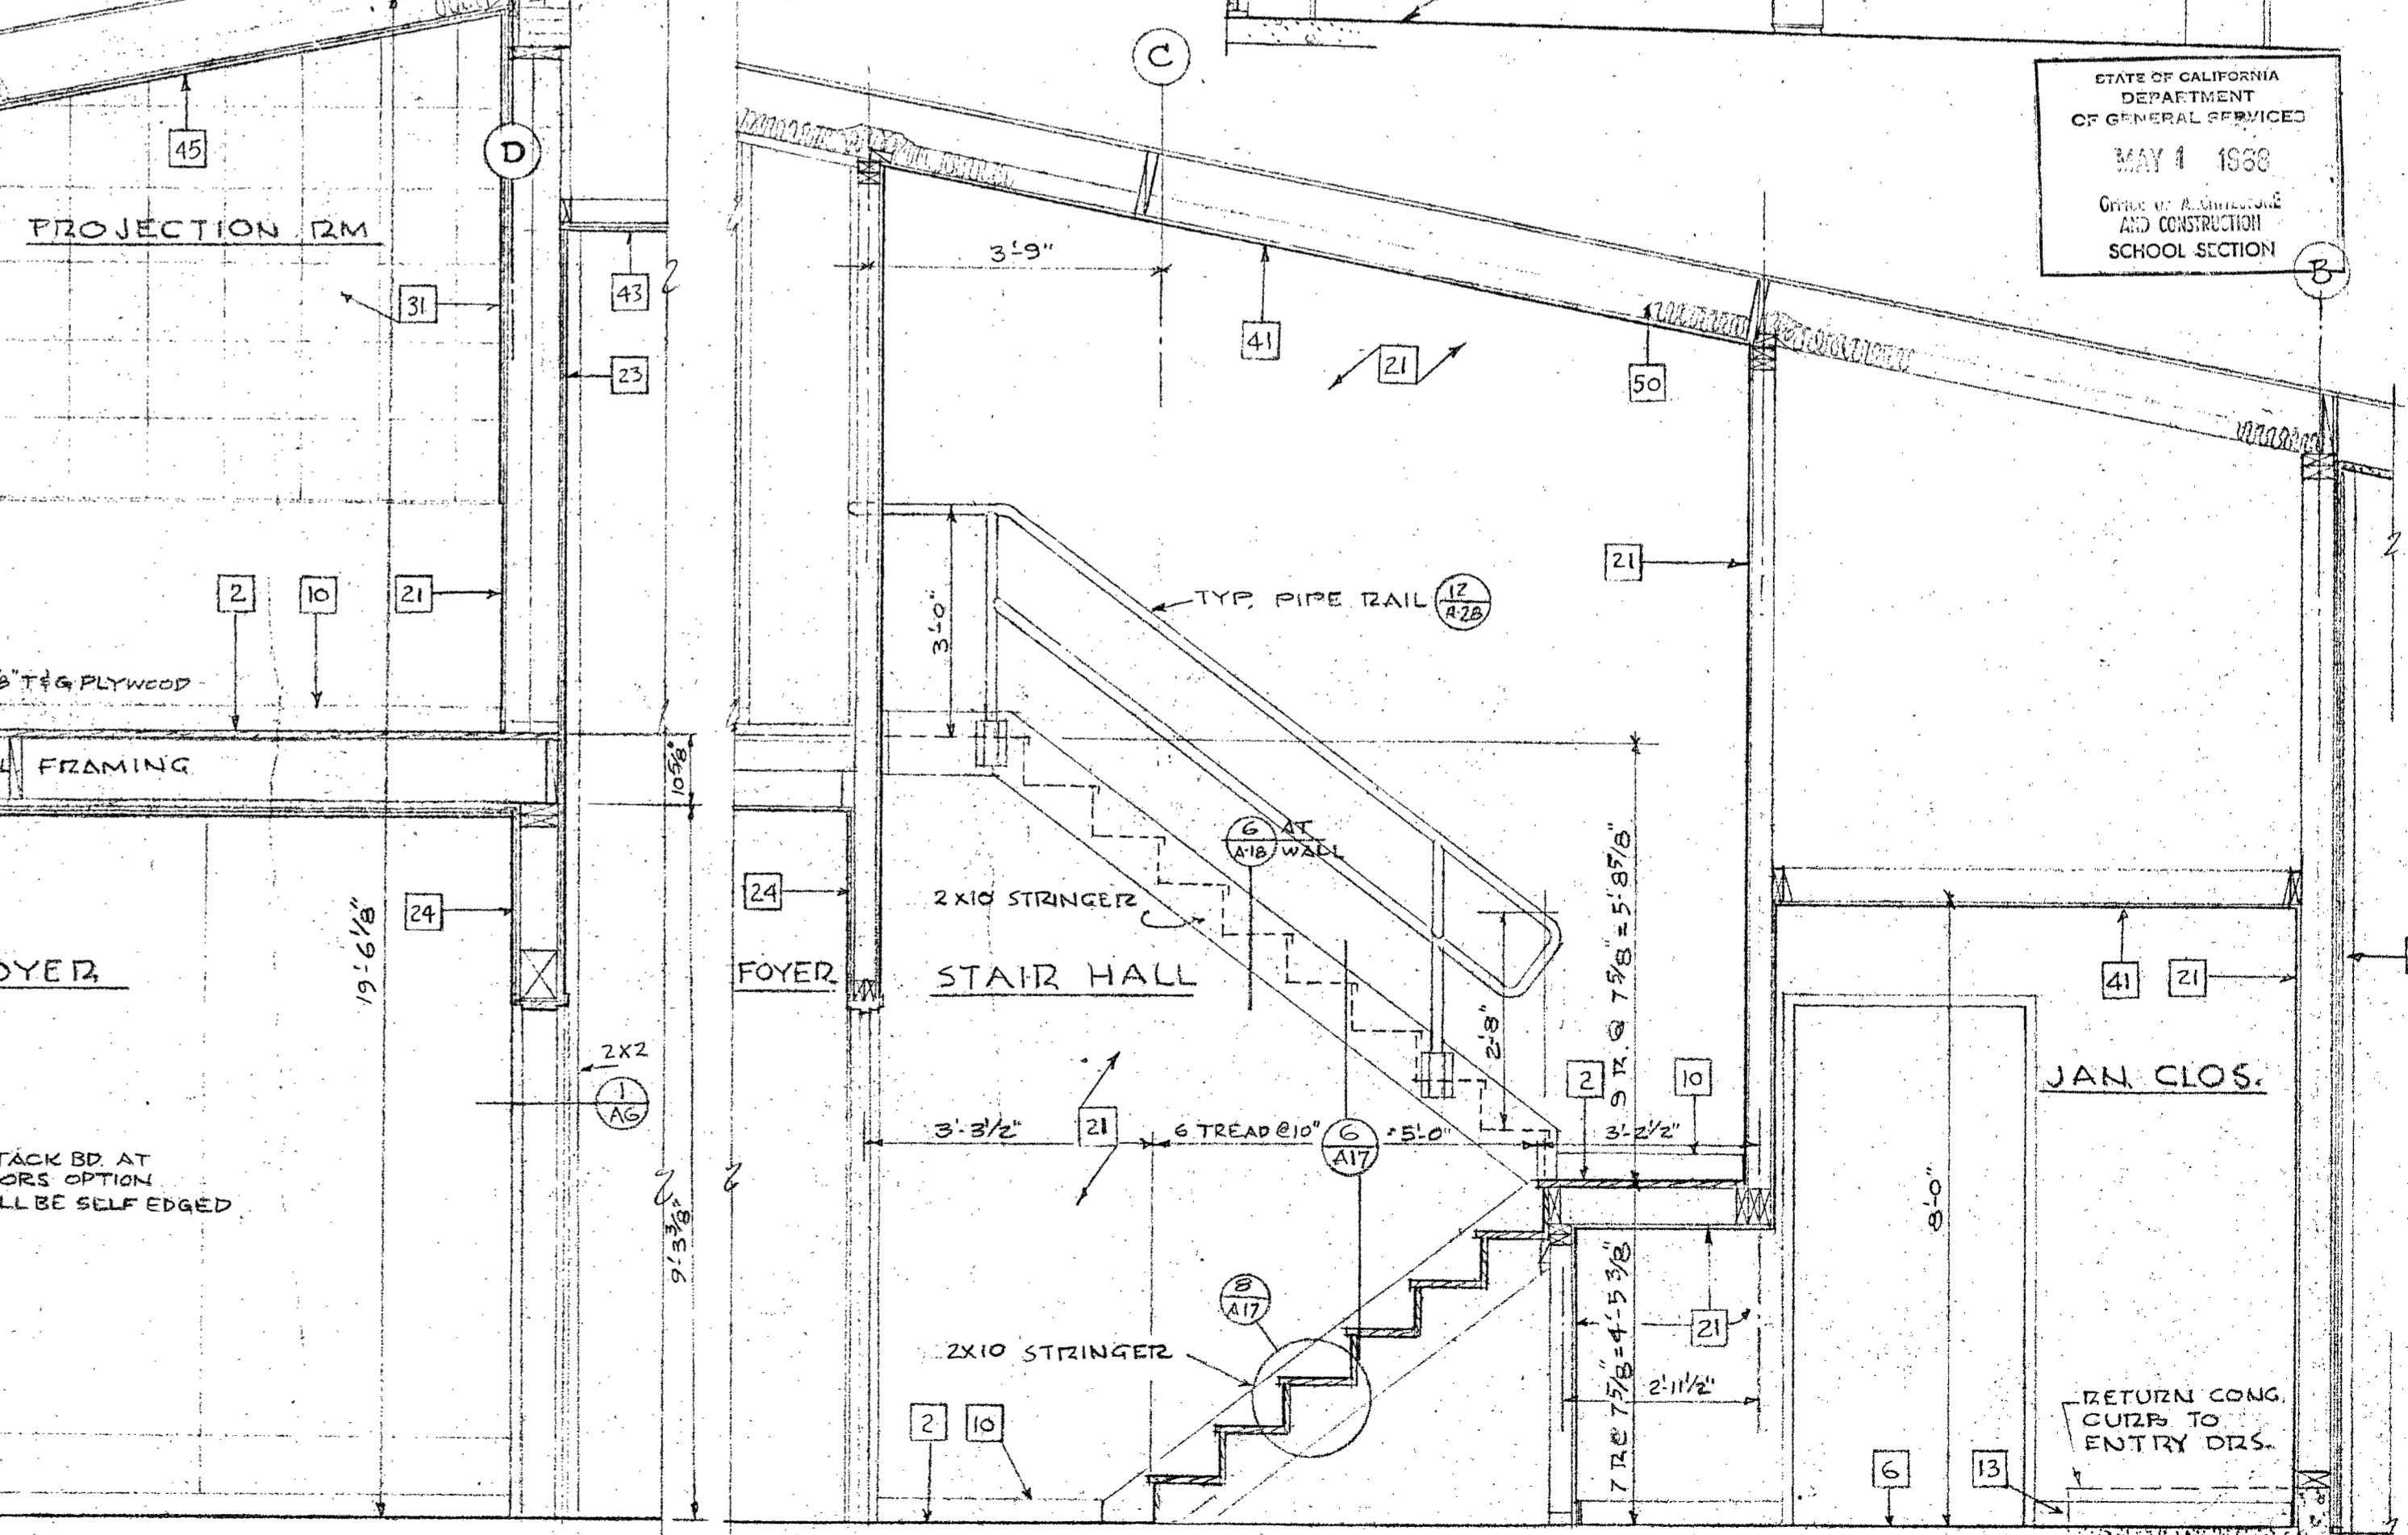 STATE OF CALIFORNIA
DEPARTMENT
OF GENERAL SERVICES
MAY 1 1968
OFFICE OF ARCHITECTURE
AND CONSTRUCTION
SCHOOL SECTION
C
B
D
45
PROJECTION RM
31
43
23
3'-9"
41
21
50
2
10
21
3'-0"
TYP. PIPE RAIL
12
A-28
21
8" T&G PLYWOOD
FRAMING
10 5/8"
6
A-18
AT
WALL
9 R. @ 7 5/8" = 5'-8 5/8"
24
24
2X10 STRINGER
19'-6 1/8"
OYER
FOYER
STAIR HALL
2'-8"
41
21
2X2
1
A6
2
10
JAN. CLOS.
3'-3 1/2"
21
6 TREAD @ 10"
6
A17
= 5'-0"
3'-2 1/2"
TACK BD. AT
ORS OPTION
LL BE SELF EDGED
9'-3 3/8"
8'-0"
8
A17
7 R @ 7 5/8" = 4'-5 3/8"
21
2X10 STRINGER
2'-11 1/2"
RETURN CONC.
CURB TO
ENTRY DRS.
2
10
6
13